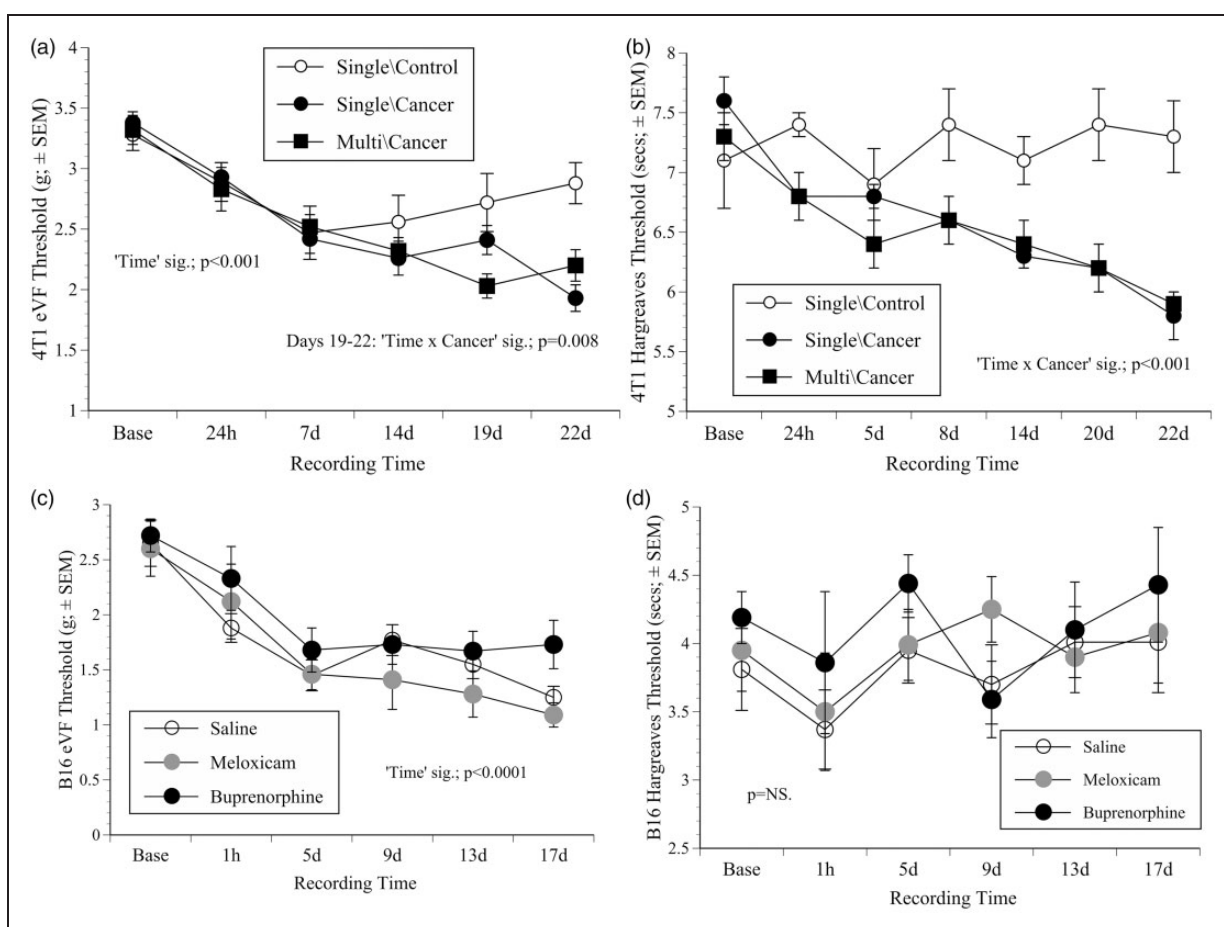 (a)
4
3.5
3
2.5
2
1.5
1
4T1 eVF Threshold (g; ± SEM)
Single\Control
Single\Cancer
Multi\Cancer
'Time' sig.; p<0.001
Days 19-22: 'Time x Cancer' sig.; p=0.008
Base 24h 7d 14d 19d 22d
Recording Time
(b)
8
7.5
7
6.5
6
5.5
5
4T1 Hargreaves Threshold (secs; ± SEM)
Single\Control
Single\Cancer
Multi\Cancer
'Time x Cancer' sig.; p<0.001
Base 24h 5d 8d 14d 20d 22d
Recording Time
(c)
3
2.5
2
1.5
1
0.5
0
B16 eVF Threshold (g; ± SEM)
Saline
Meloxicam
Buprenorphine
'Time' sig.; p<0.0001
Base 1h 5d 9d 13d 17d
Recording Time
(d)
5
4.5
4
3.5
3
2.5
B16 Hargreaves Threshold (secs; ± SEM)
p=NS.
Saline
Meloxicam
Buprenorphine
Base 1h 5d 9d 13d 17d
Recording Time